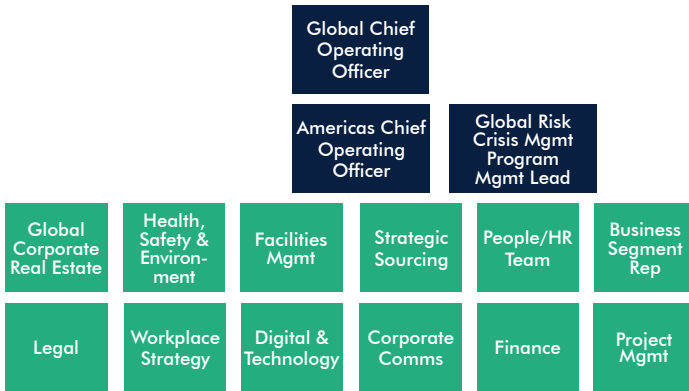 Global Chief
Operating
Officer
Americas Chief
Operating
Officer
Global Risk
Crisis Mgmt
Program
Mgmt Lead
Global
Corporate
Real Estate
Health,
Safety &
Environ-
ment
Facilities
Mgmt
Strategic
Sourcing
People/HR
Team
Business
Segment
Rep
Legal
Workplace
Strategy
Digital &
Technology
Corporate
Comms
Finance
Project
Mgmt